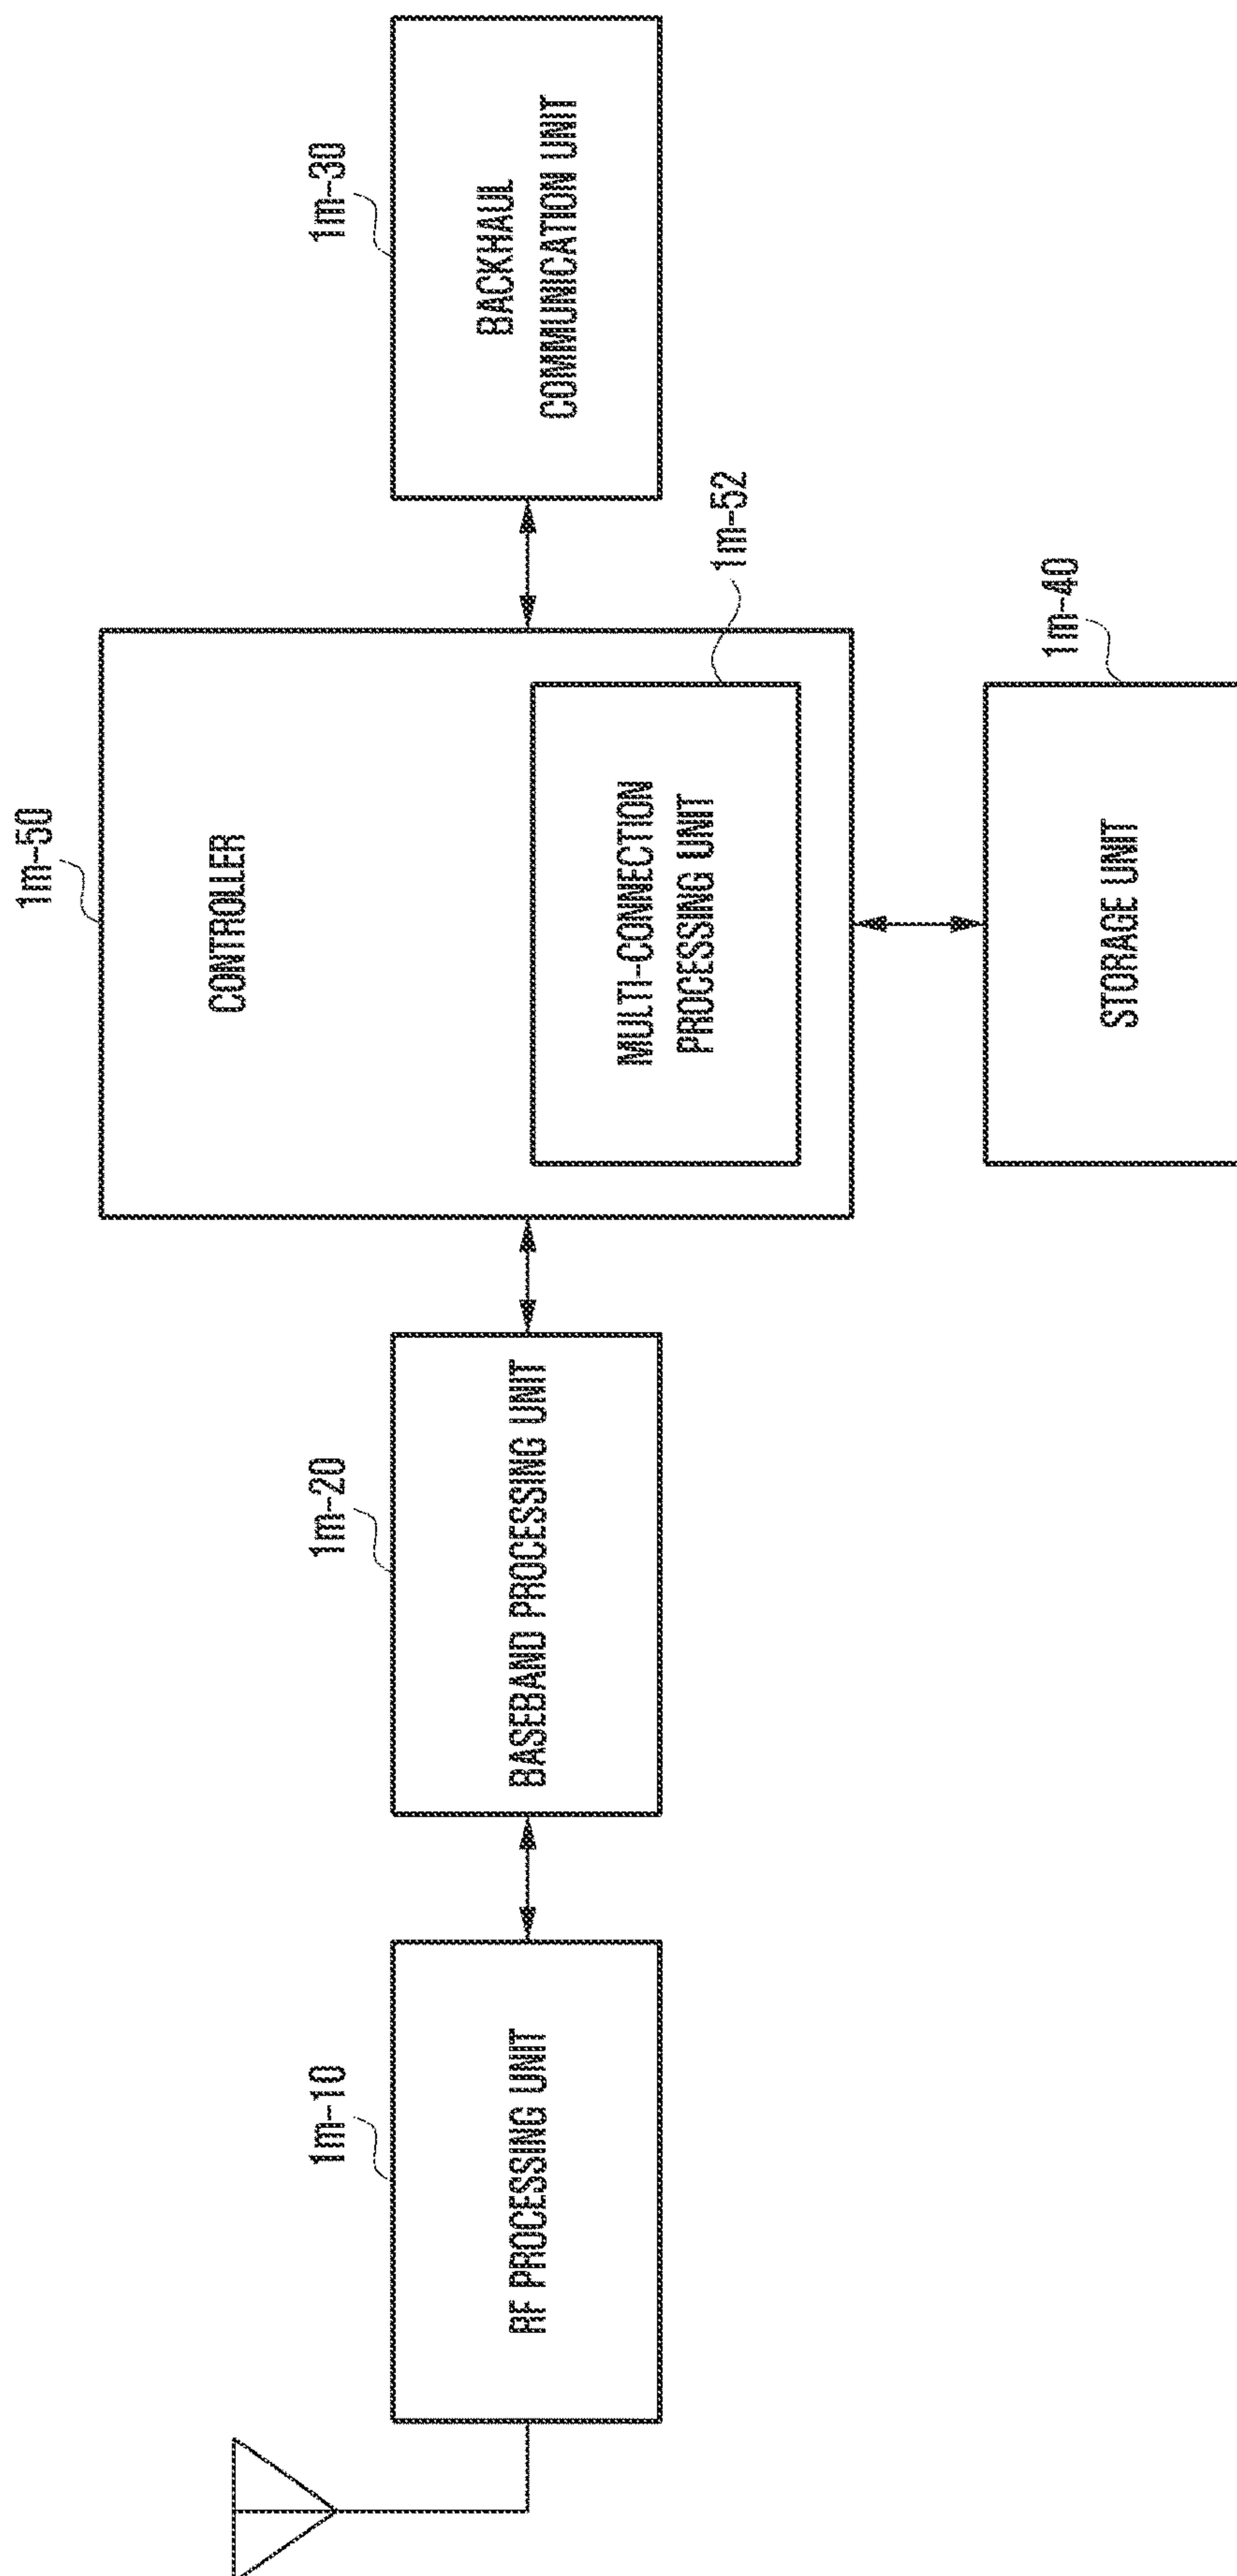 1m-50
CONTROLLER
1m-10
RF PROCESSING UNIT
1m-20
BASEBAND PROCESSING UNIT
MULTI-CONNECTION
PROCESSING UNIT
1m-52
1m-30
BACKHAUL
COMMUNICATION UNIT
STORAGE UNIT
1m-40